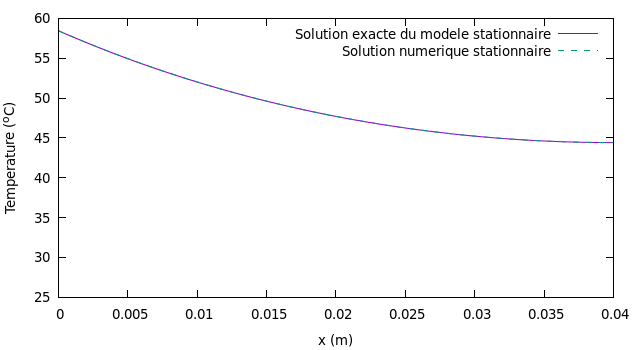 60
55
50
45
40
35
30
25
Temperature (°C)
Solution exacte du modele stationnaire
Solution numerique stationnaire
0 0.005 0.01 0.015 0.02 0.025 0.03 0.035 0.04
x (m)